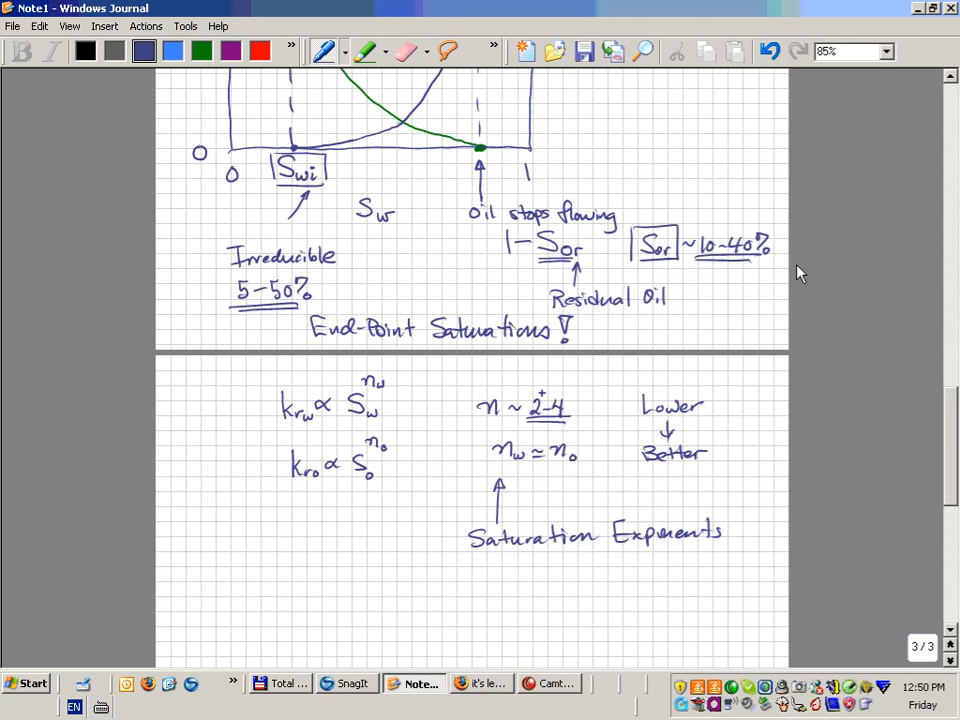 Note1 - Windows Journal
File Edit View Insert Actions Tools Help
B I » » 85%
0
0 Swi 1
Sw Oil stops flowing
1 - Sor Sor ~ 10-40%
Irreducible
5-50%
Residual Oil
End-Point Saturations!
krw ∝ Sw^nw n ~ 2+-4 Lower
↓
kro ∝ So^no nw ≃ no Better
Saturation Exponents
3 / 3
Start » Total ... SnagIt Note... it's le... Camt... 12:50 PM
EN Friday